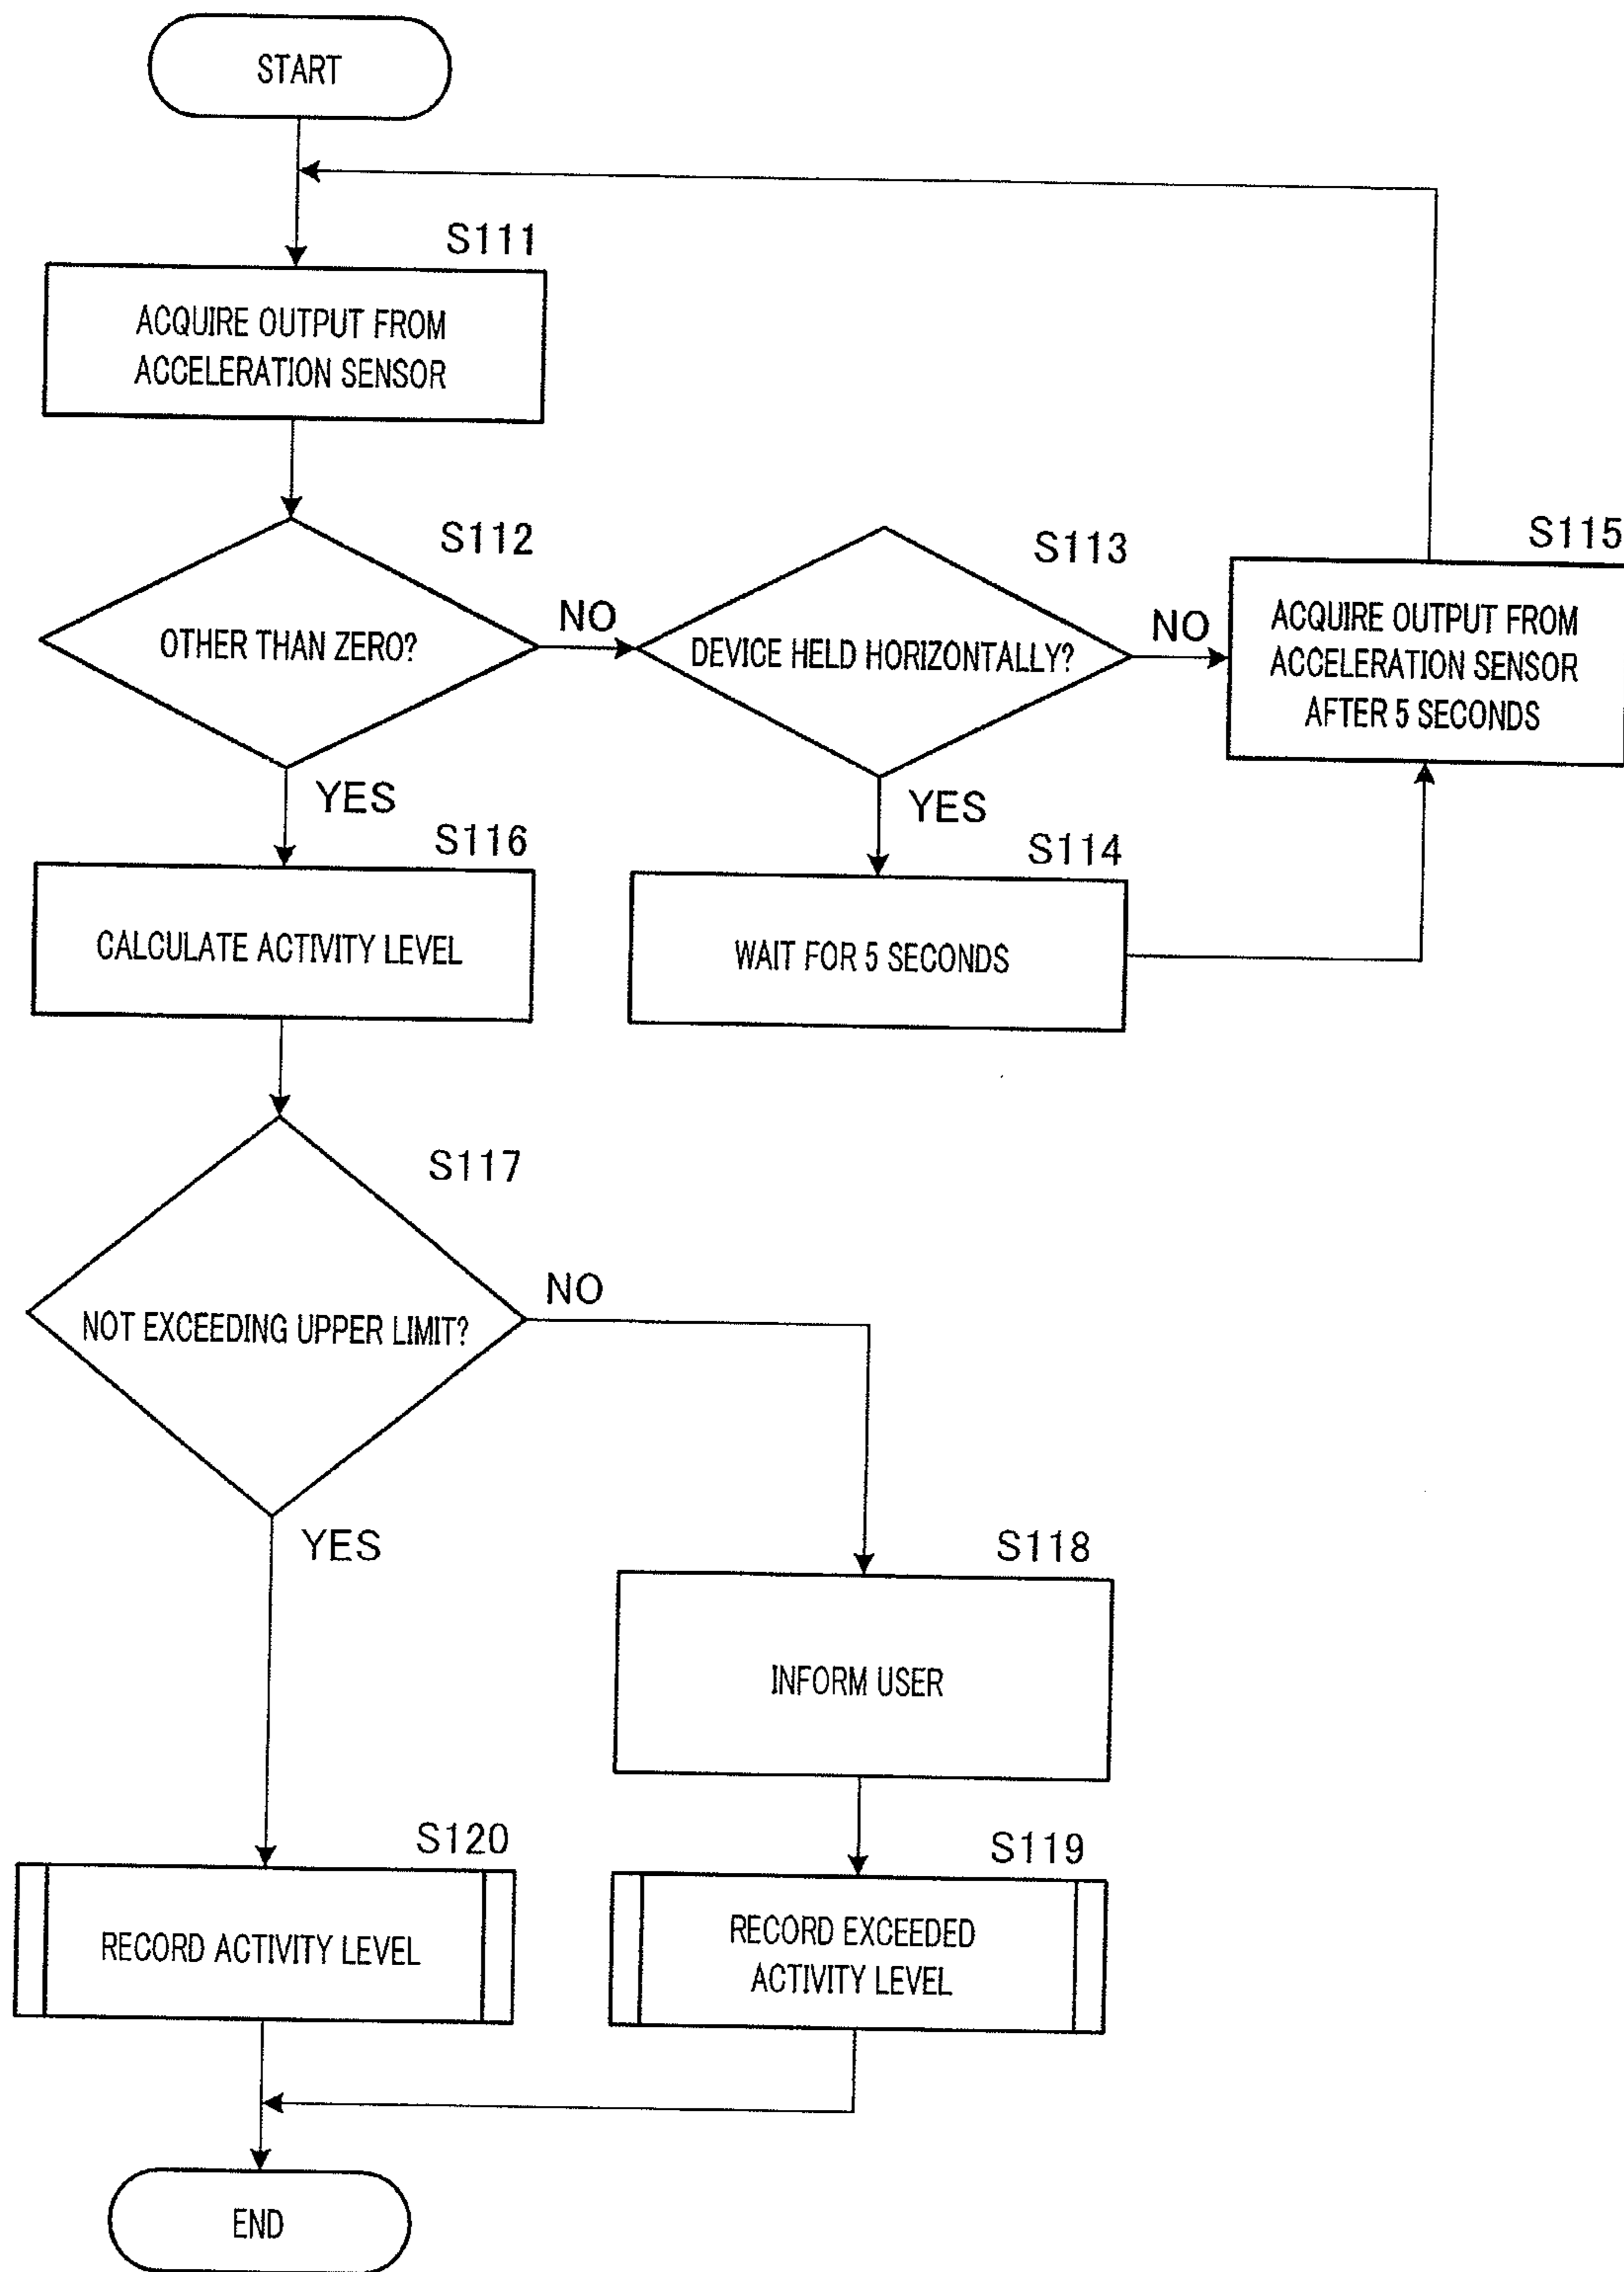 START
S111
ACQUIRE OUTPUT FROM
ACCELERATION SENSOR
S112
OTHER THAN ZERO?
NO
YES
S113
DEVICE HELD HORIZONTALLY?
NO
YES
S115
ACQUIRE OUTPUT FROM
ACCELERATION SENSOR
AFTER 5 SECONDS
S116
CALCULATE ACTIVITY LEVEL
S114
WAIT FOR 5 SECONDS
S117
NOT EXCEEDING UPPER LIMIT?
NO
YES
S118
INFORM USER
S120
RECORD ACTIVITY LEVEL
S119
RECORD EXCEEDED
ACTIVITY LEVEL
END